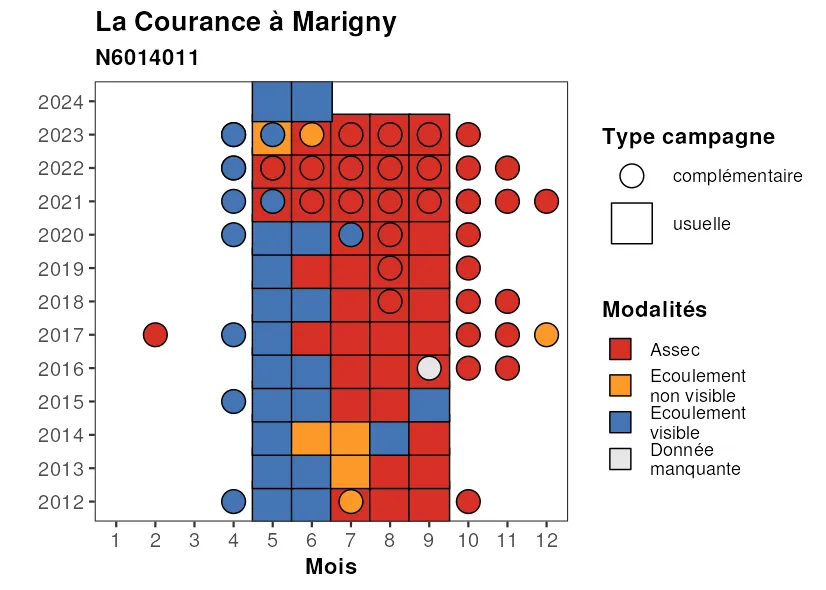 La Courance à Marigny
N6014011
2024
2023
2022
2021
2020
2019
2018
2017
2016
2015
2014
2013
2012
1 2 3 4 5 6 7 8 9 10 11 12
Mois
Type campagne
complémentaire
usuelle
Modalités
Assec
Ecoulement
non visible
Ecoulement
visible
Donnée
manquante